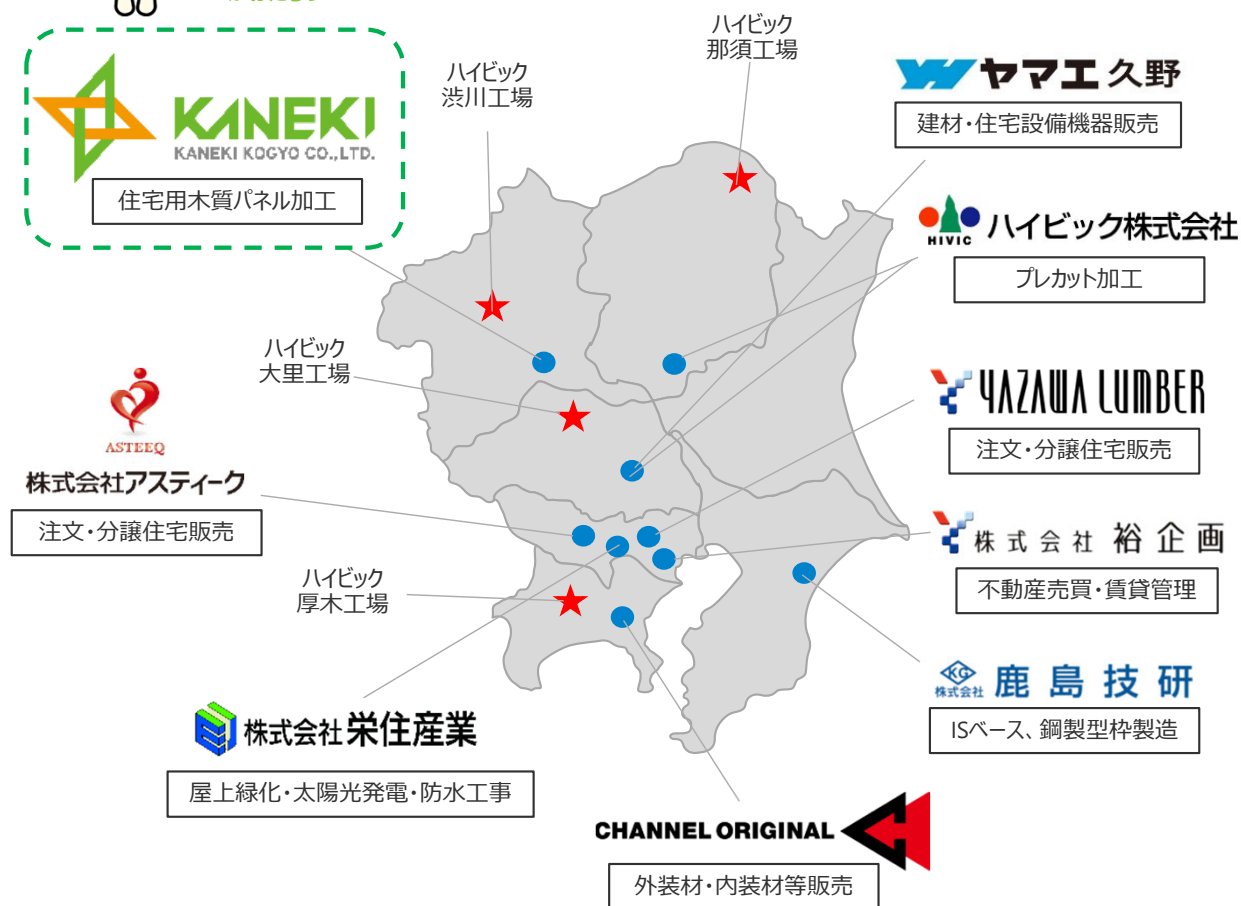 KANEKI
KANEKI KOGYO CO.,LTD.
住宅用木質パネル加工
ハイビック
渋川工場
ハイビック
那須工場
ヤマエ久野
建材・住宅設備機器販売
HIVIC
ハイビック株式会社
プレカット加工
ハイビック
大里工場
ASTEEQ
株式会社アスティーク
注文・分譲住宅販売
YAZAWA LUMBER
注文・分譲住宅販売
株式会社 裕企画
不動産売買・賃貸管理
ハイビック
厚木工場
KG
株式会社 鹿島技研
ISベース、鋼製型枠製造
株式会社 栄住産業
屋上緑化・太陽光発電・防水工事
CHANNEL ORIGINAL
外装材・内装材等販売